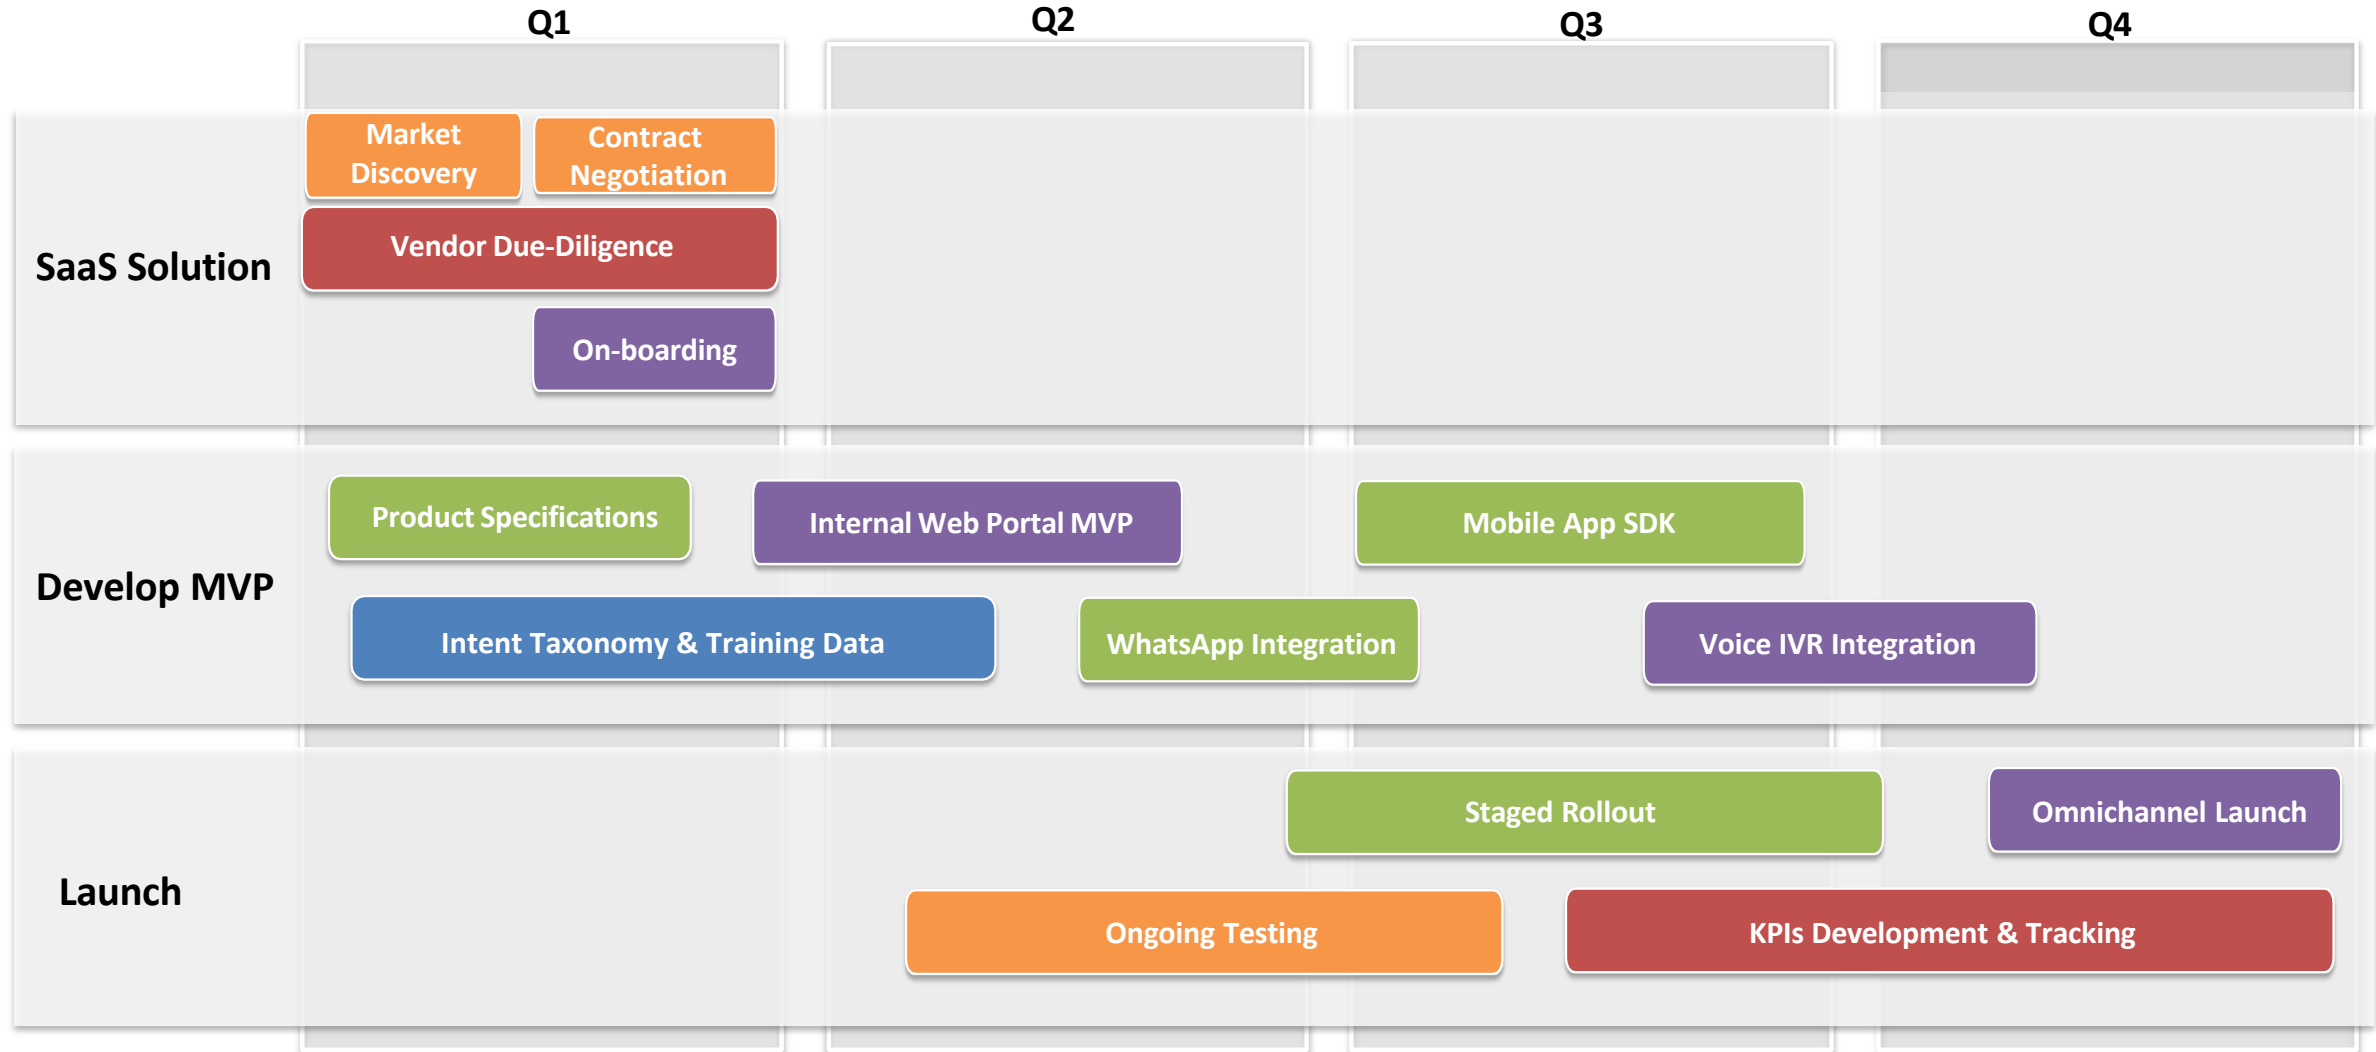 Q1
Q2
Q3
Q4
SaaS Solution
Market
Discovery
Contract
Negotiation
Vendor Due-Diligence
On-boarding
Develop MVP
Product Specifications
Internal Web Portal MVP
Mobile App SDK
Intent Taxonomy & Training Data
WhatsApp Integration
Voice IVR Integration
Launch
Staged Rollout
Omnichannel Launch
Ongoing Testing
KPIs Development & Tracking